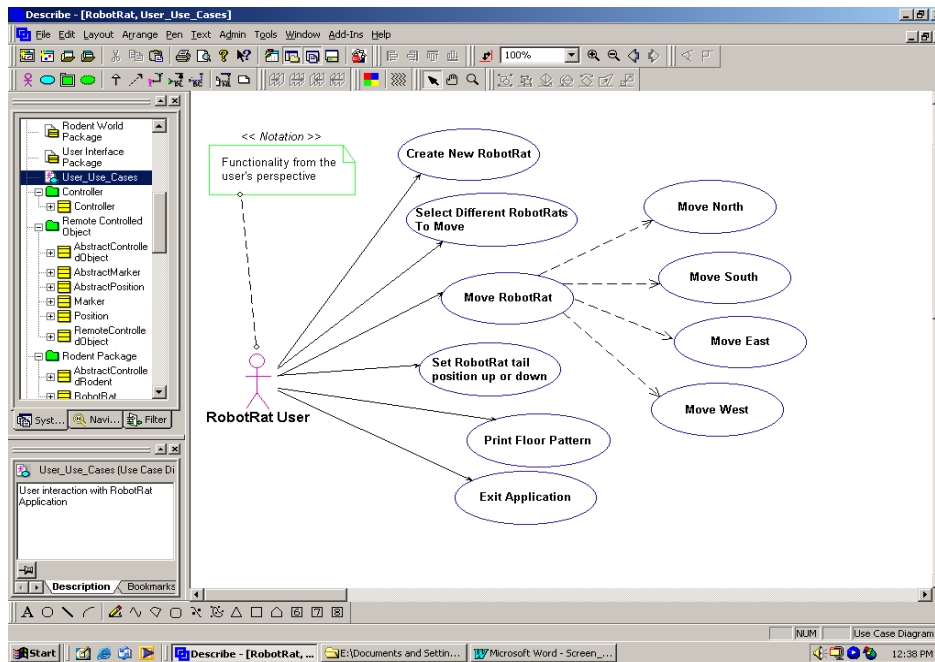 Describe - [RobotRat, User_Use_Cases]
File Edit Layout Arrange Pen Text Admin Tools Window Add-Ins Help
100%
Rodent World
Package
User Interface
Package
User_Use_Cases
Controller
Controller
Remote Controlled
Object
AbstractControlle
dObject
AbstractMarker
AbstractPosition
Marker
Position
RemoteControlle
dObject
Rodent Package
AbstractControlle
dRodent
RobotRat
Syst... Navi... Filter
User_Use_Cases (Use Case Di
User interaction with RobotRat
Application
Description Bookmarks
<< Notation >>
Functionality from the
user's perspective
RobotRat User
Create New RobotRat
Select Different RobotRats
To Move
Move RobotRat
Set RobotRat tail
position up or down
Print Floor Pattern
Exit Application
Move North
Move South
Move East
Move West
A
6 7 8
NUM Use Case Diagram
Start Describe - [RobotRat, ... E:\Documents and Settin... Microsoft Word - Screen_... 12:38 PM